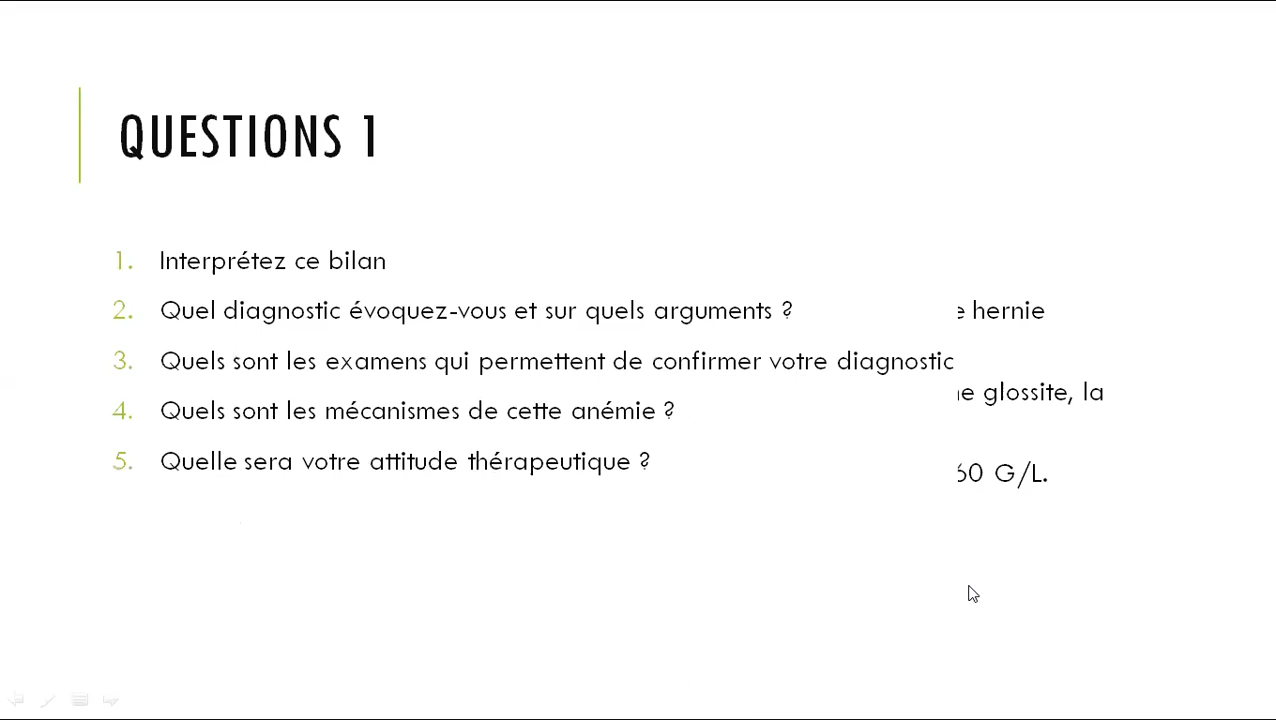 QUESTIONS 1
1. Interprétez ce bilan
2. Quel diagnostic évoquez-vous et sur quels arguments ?
hernie
3. Quels sont les examens qui permettent de confirmer votre diagnostic
glossite, la
4. Quels sont les mécanismes de cette anémie ?
5. Quelle sera votre attitude thérapeutique ?
60 G/L.